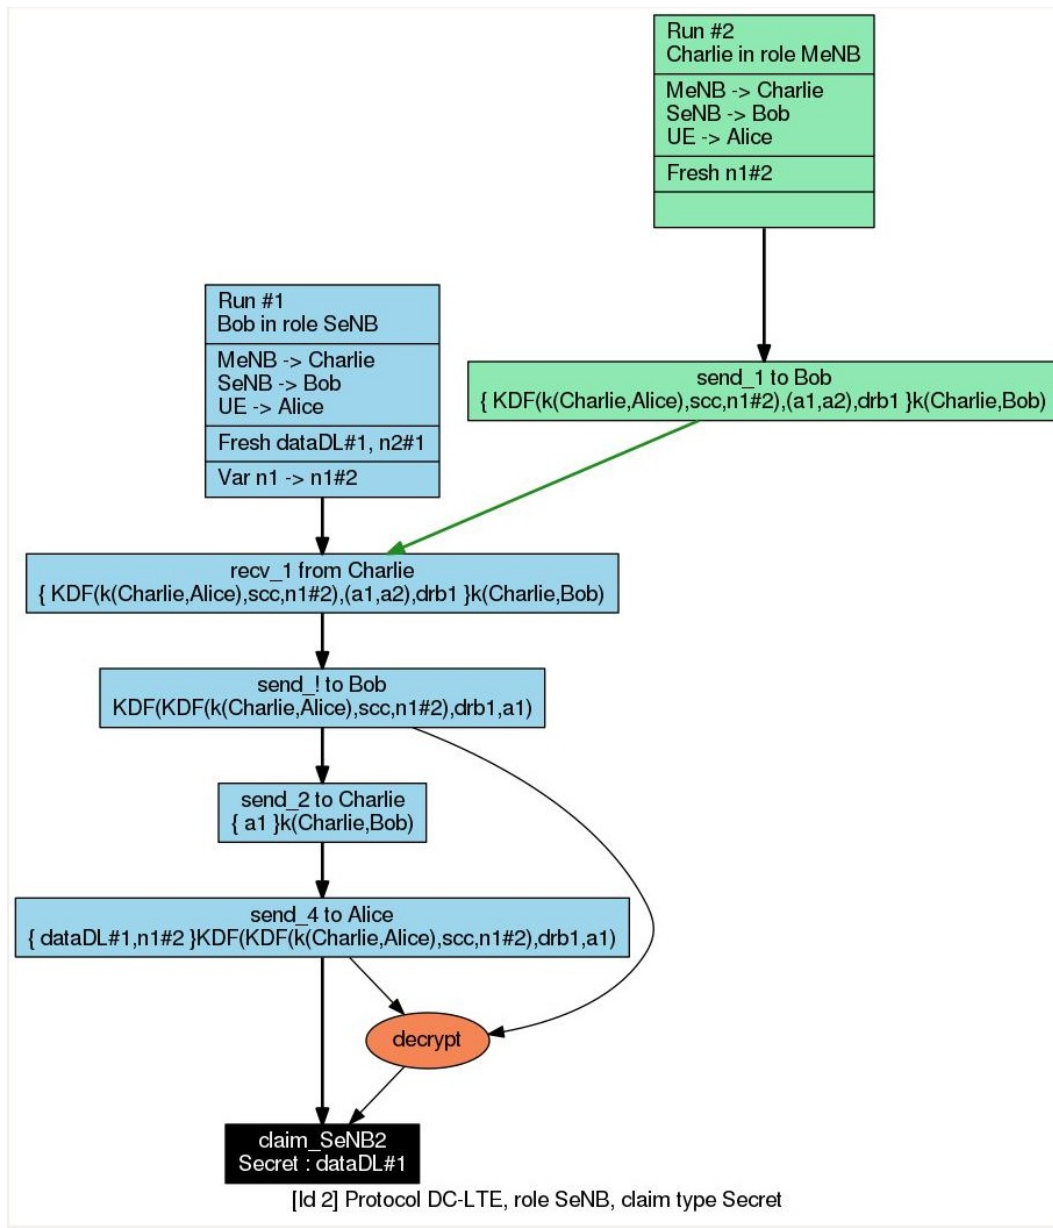 Run #2
Charlie in role MeNB
MeNB -> Charlie
SeNB -> Bob
UE -> Alice
Fresh n1#2
Run #1
Bob in role SeNB
MeNB -> Charlie
SeNB -> Bob
UE -> Alice
Fresh dataDL#1, n2#1
Var n1 -> n1#2
send_1 to Bob
{ KDF(k(Charlie,Alice),scc,n1#2),(a1,a2),drb1 }k(Charlie,Bob)
recv_1 from Charlie
{ KDF(k(Charlie,Alice),scc,n1#2),(a1,a2),drb1 }k(Charlie,Bob)
send_! to Bob
KDF(KDF(k(Charlie,Alice),scc,n1#2),drb1,a1)
send_2 to Charlie
{ a1 }k(Charlie,Bob)
send_4 to Alice
{ dataDL#1,n1#2 }KDF(KDF(k(Charlie,Alice),scc,n1#2),drb1,a1)
decrypt
claim_SeNB2
Secret : dataDL#1
[Id 2] Protocol DC-LTE, role SeNB, claim type Secret